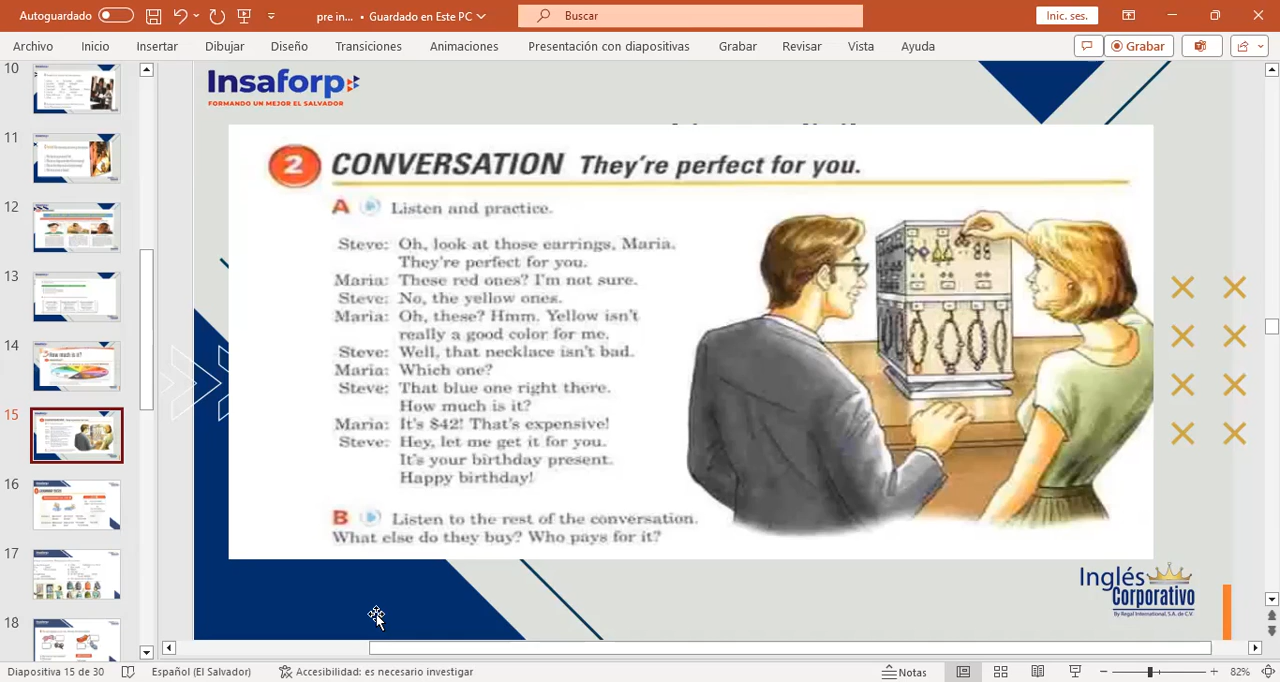 Autoguardado
pre in... • Guardado en Este PC
Buscar
Inic. ses.
Archivo Inicio Insertar Dibujar Diseño Transiciones Animaciones Presentación con diapositivas Grabar Revisar Vista Ayuda
Grabar
10
11
12
13
14
15
16
17
18
Insaforp
FORMANDO UN MEJOR EL SALVADOR
2 CONVERSATION They're perfect for you.
A Listen and practice.
Steve: Oh, look at those earrings, Maria.
They're perfect for you.
Maria: These red ones? I'm not sure.
Steve: No, the yellow ones.
Maria: Oh, these? Hmm. Yellow isn't
really a good color for me.
Steve: Well, that necklace isn't bad.
Maria: Which one?
Steve: That blue one right there.
How much is it?
Maria: It's $42! That's expensive!
Steve: Hey, let me get it for you.
It's your birthday present.
Happy birthday!
B Listen to the rest of the conversation.
What else do they buy? Who pays for it?
Inglés
Corporativo
By Regal International, S.A. de C.V.
Diapositiva 15 de 30 Español (El Salvador) Accesibilidad: es necesario investigar Notas 82%